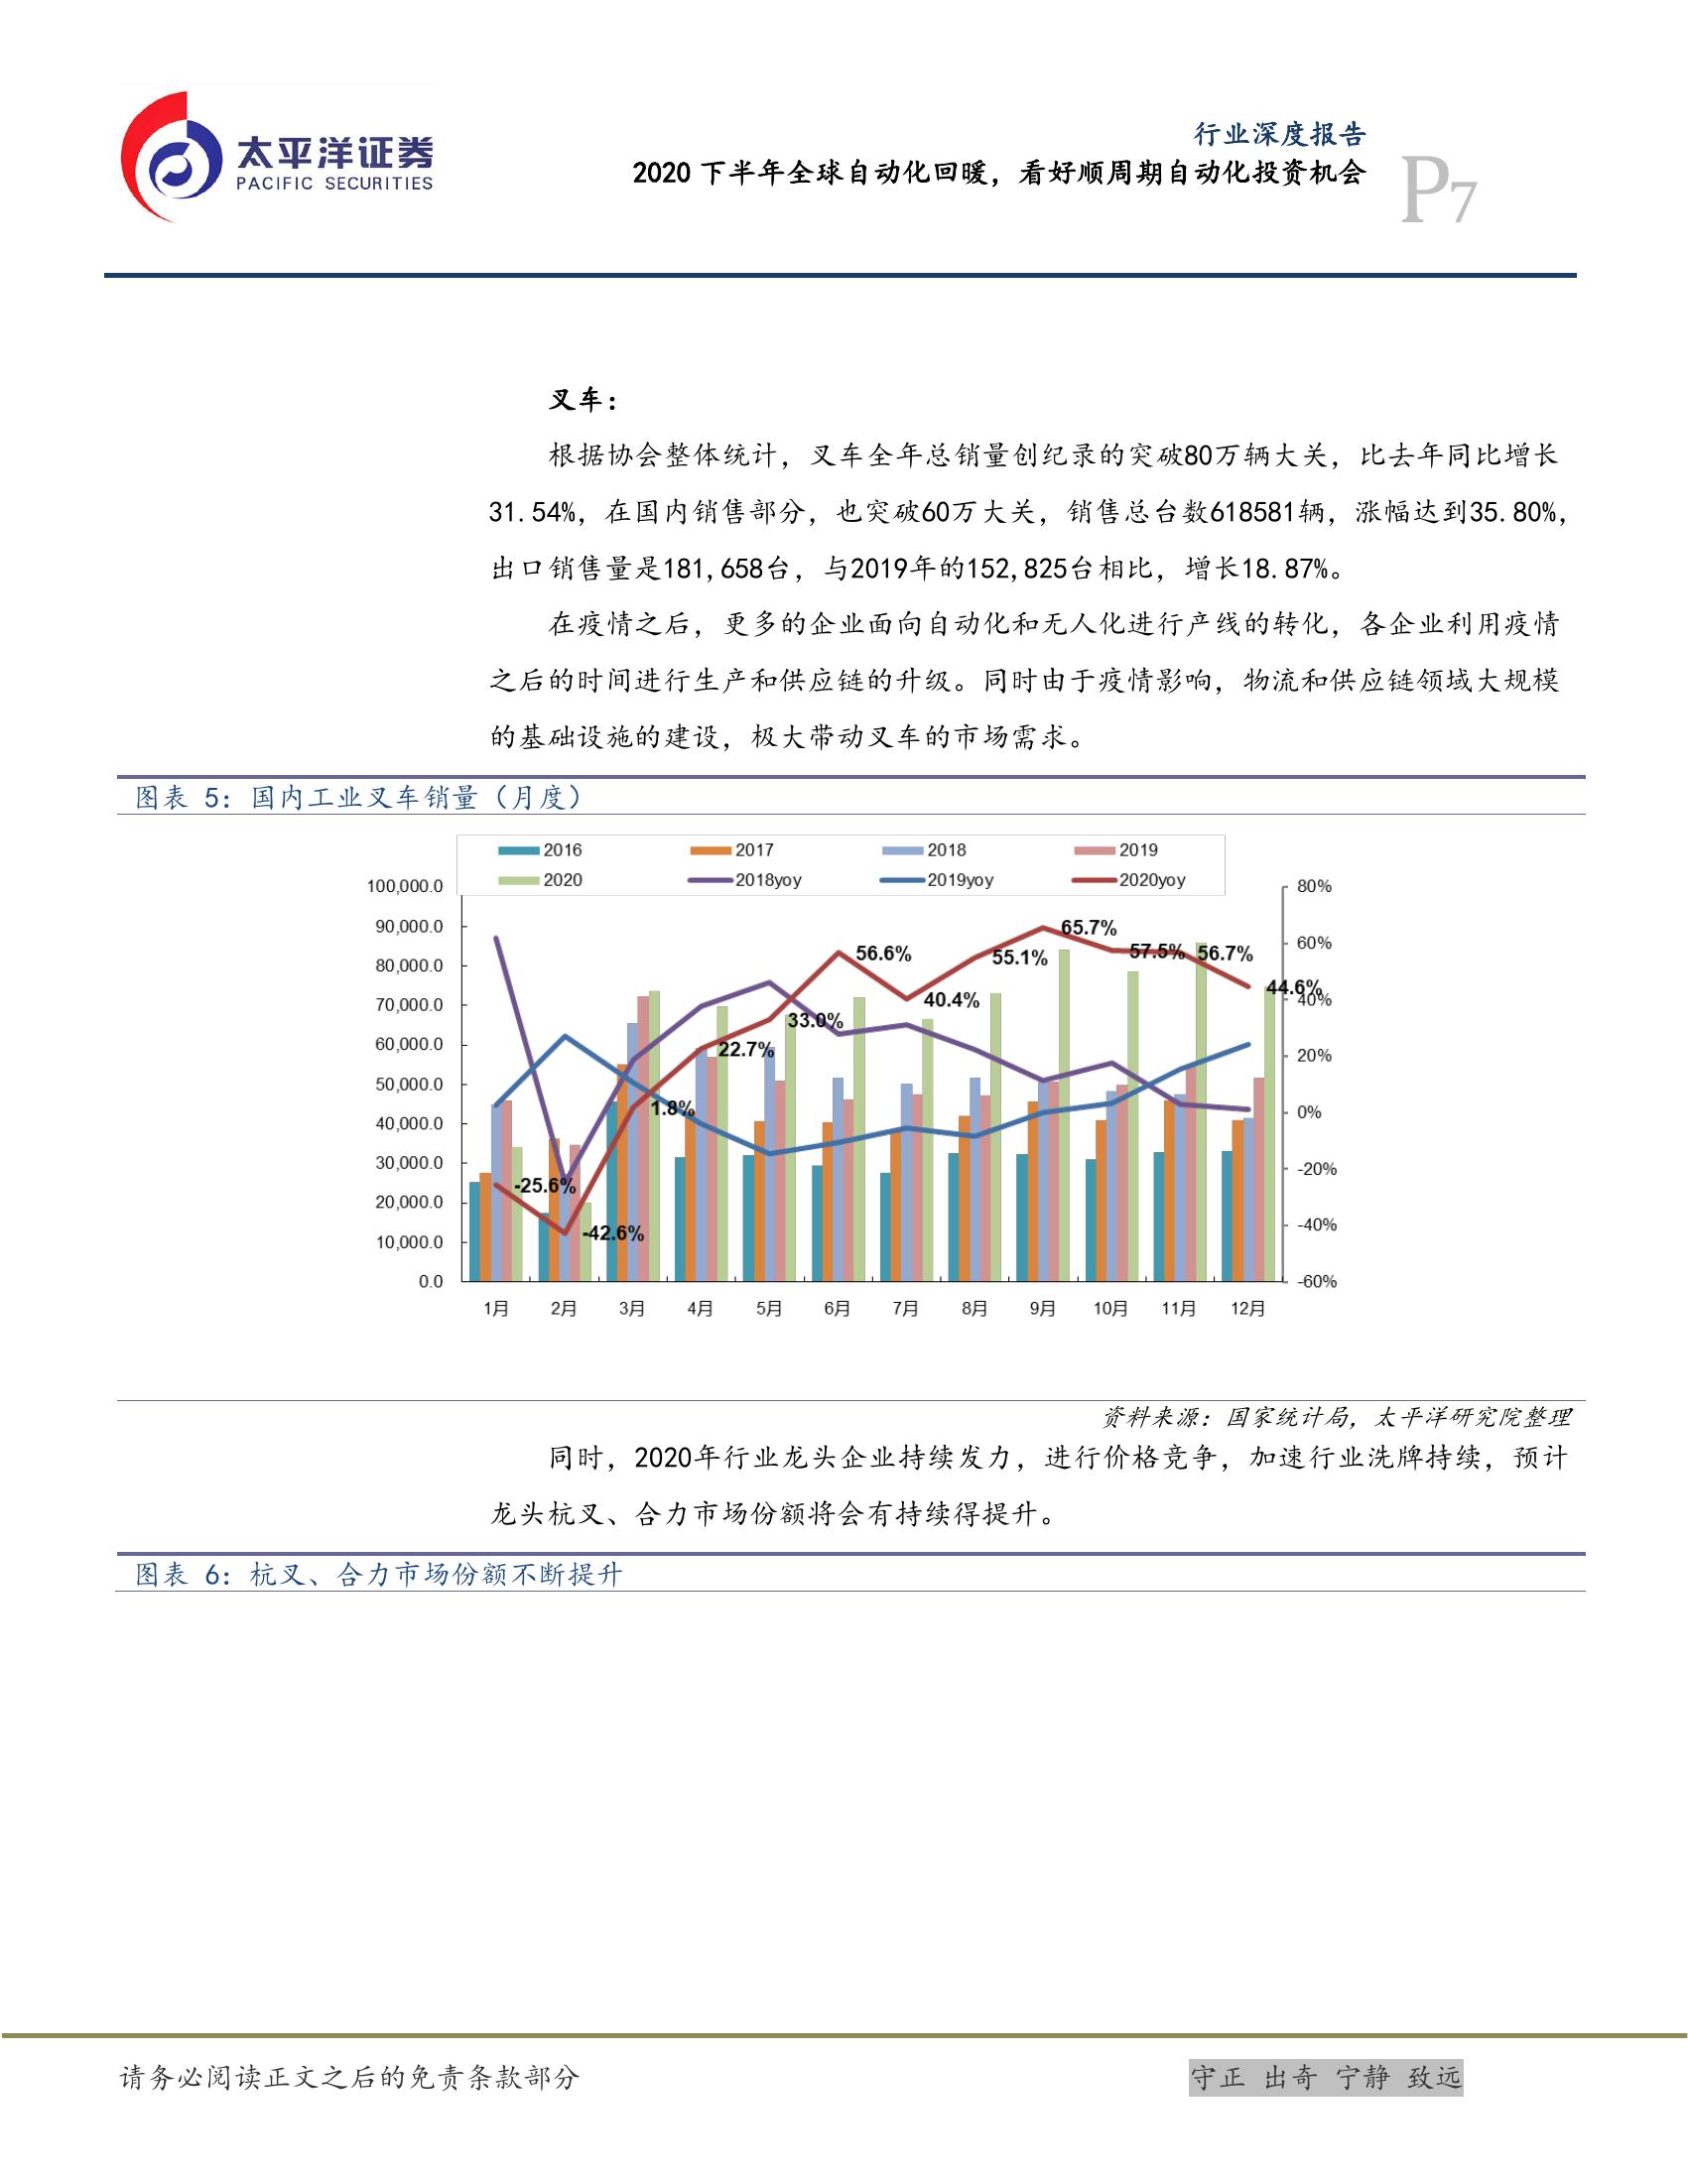 太平洋证券
PACIFIC SECURITIES
行业深度报告
2020 下半年全球自动化回暖，看好顺周期自动化投资机会
P7
叉车：
根据协会整体统计，叉车全年总销量创纪录的突破80万辆大关，比去年同比增长
31.54%，在国内销售部分，也突破60万大关，销售总台数618581辆，涨幅达到35.80%，
出口销售量是181,658台，与2019年的152,825台相比，增长18.87%。
在疫情之后，更多的企业面向自动化和无人化进行产线的转化，各企业利用疫情
之后的时间进行生产和供应链的升级。同时由于疫情影响，物流和供应链领域大规模
的基础设施的建设，极大带动叉车的市场需求。
图表 5：国内工业叉车销量（月度）
2016 2017 2018 2019
2020 2018yoy 2019yoy 2020yoy
100,000.0
90,000.0
80,000.0
70,000.0
60,000.0
50,000.0
40,000.0
30,000.0
20,000.0
10,000.0
0.0
-25.6%
-42.6%
1.8%
22.7%
33.0%
56.6%
40.4%
55.1%
65.7%
57.5%
56.7%
44.6%
80%
60%
40%
20%
0%
-20%
-40%
-60%
1月 2月 3月 4月 5月 6月 7月 8月 9月 10月 11月 12月
资料来源：国家统计局，太平洋研究院整理
同时，2020年行业龙头企业持续发力，进行价格竞争，加速行业洗牌持续，预计
龙头杭叉、合力市场份额将会有持续得提升。
图表 6：杭叉、合力市场份额不断提升
请务必阅读正文之后的免责条款部分
守正 出奇 宁静 致远